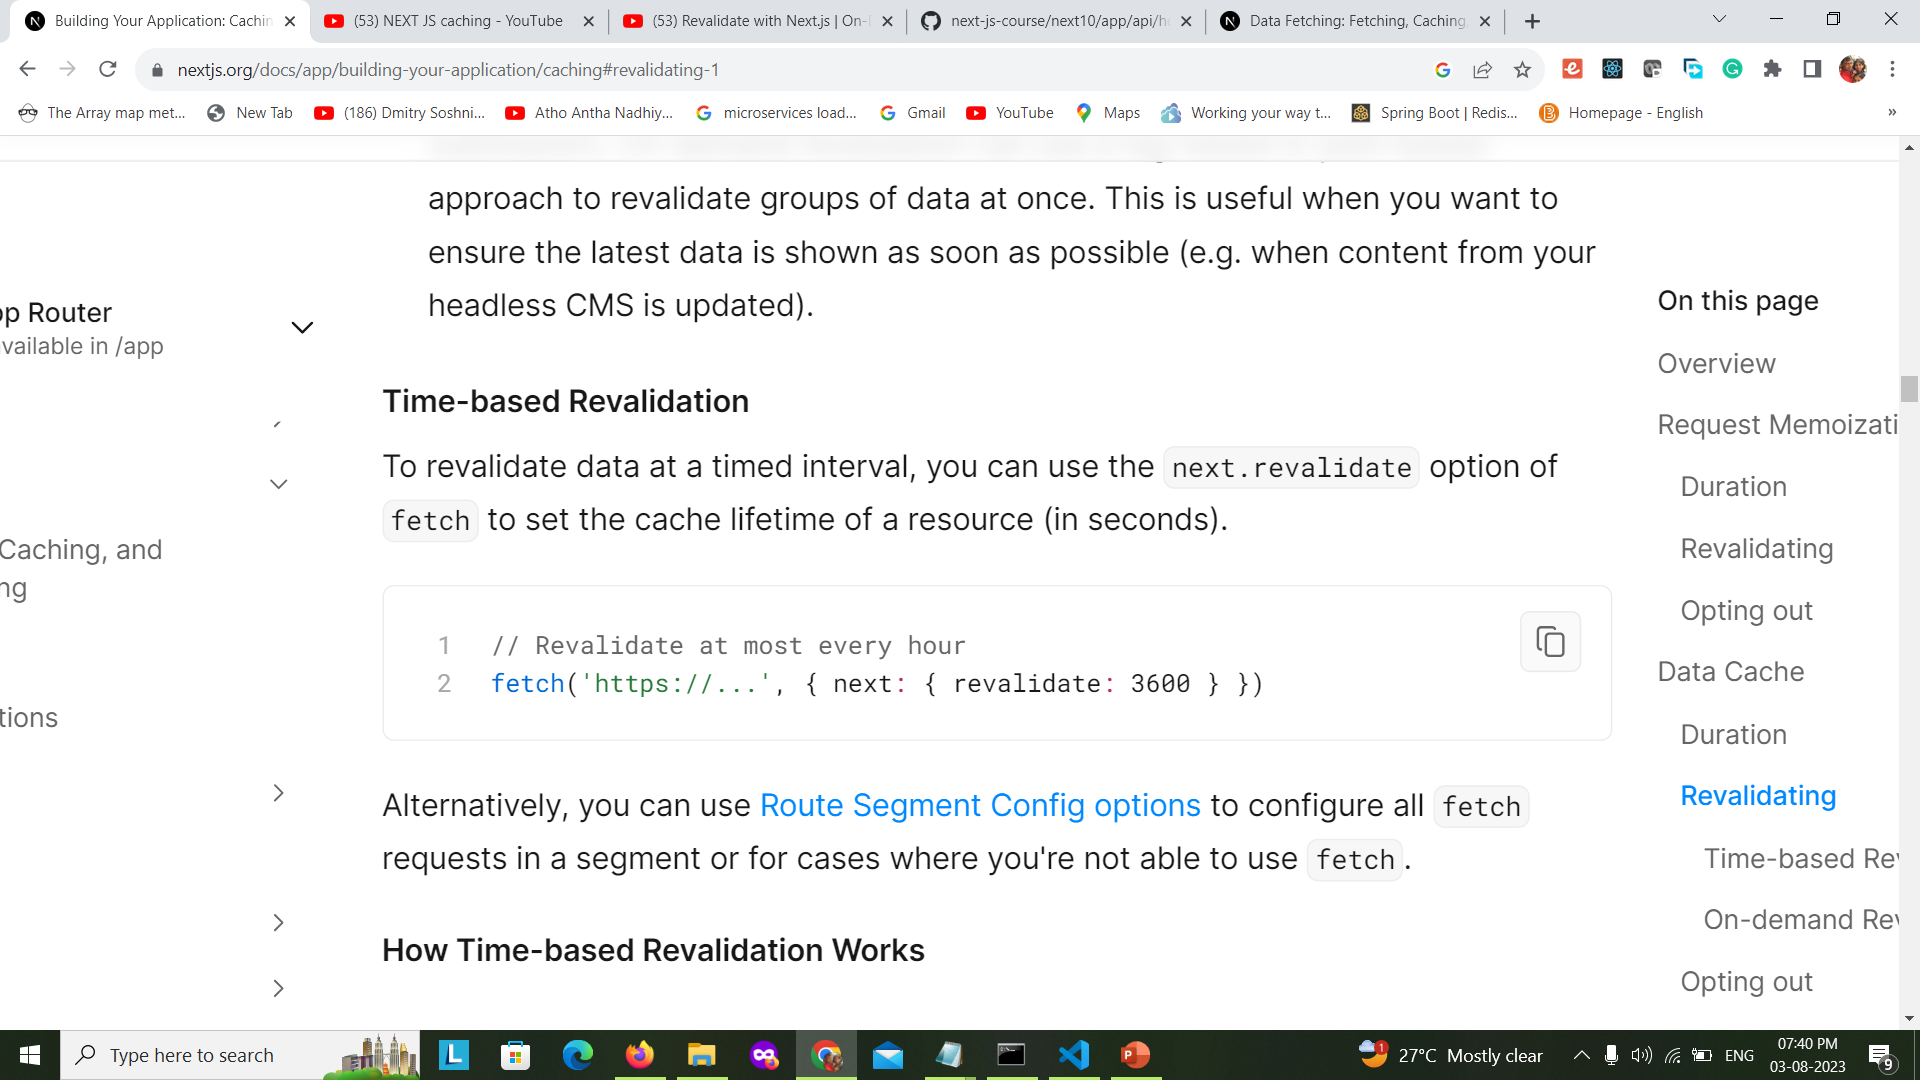 Building Your Application: Cachin
(53) NEXT JS caching - YouTube
(53) Revalidate with Next.js | On-D
next-js-course/next10/app/api/he
Data Fetching: Fetching, Caching,
nextjs.org/docs/app/building-your-application/caching#revalidating-1
The Array map met...
New Tab
(186) Dmitry Soshni...
Atho Antha Nadhiy...
microservices load...
Gmail
YouTube
Maps
Working your way t...
Spring Boot | Redis...
Homepage - English
»
approach to revalidate groups of data at once. This is useful when you want to
ensure the latest data is shown as soon as possible (e.g. when content from your
headless CMS is updated).
pp Router
vailable in /app
Caching, and
ng
tions
Time-based Revalidation
To revalidate data at a timed interval, you can use the next.revalidate option of
fetch to set the cache lifetime of a resource (in seconds).
1 // Revalidate at most every hour
2 fetch('https://...', { next: { revalidate: 3600 } })
Alternatively, you can use Route Segment Config options to configure all fetch
requests in a segment or for cases where you're not able to use fetch.
How Time-based Revalidation Works
On this page
Overview
Request Memoizati
Duration
Revalidating
Opting out
Data Cache
Duration
Revalidating
Time-based Rev
On-demand Rev
Opting out
Type here to search
27°C Mostly clear
ENG
07:40 PM
03-08-2023
9